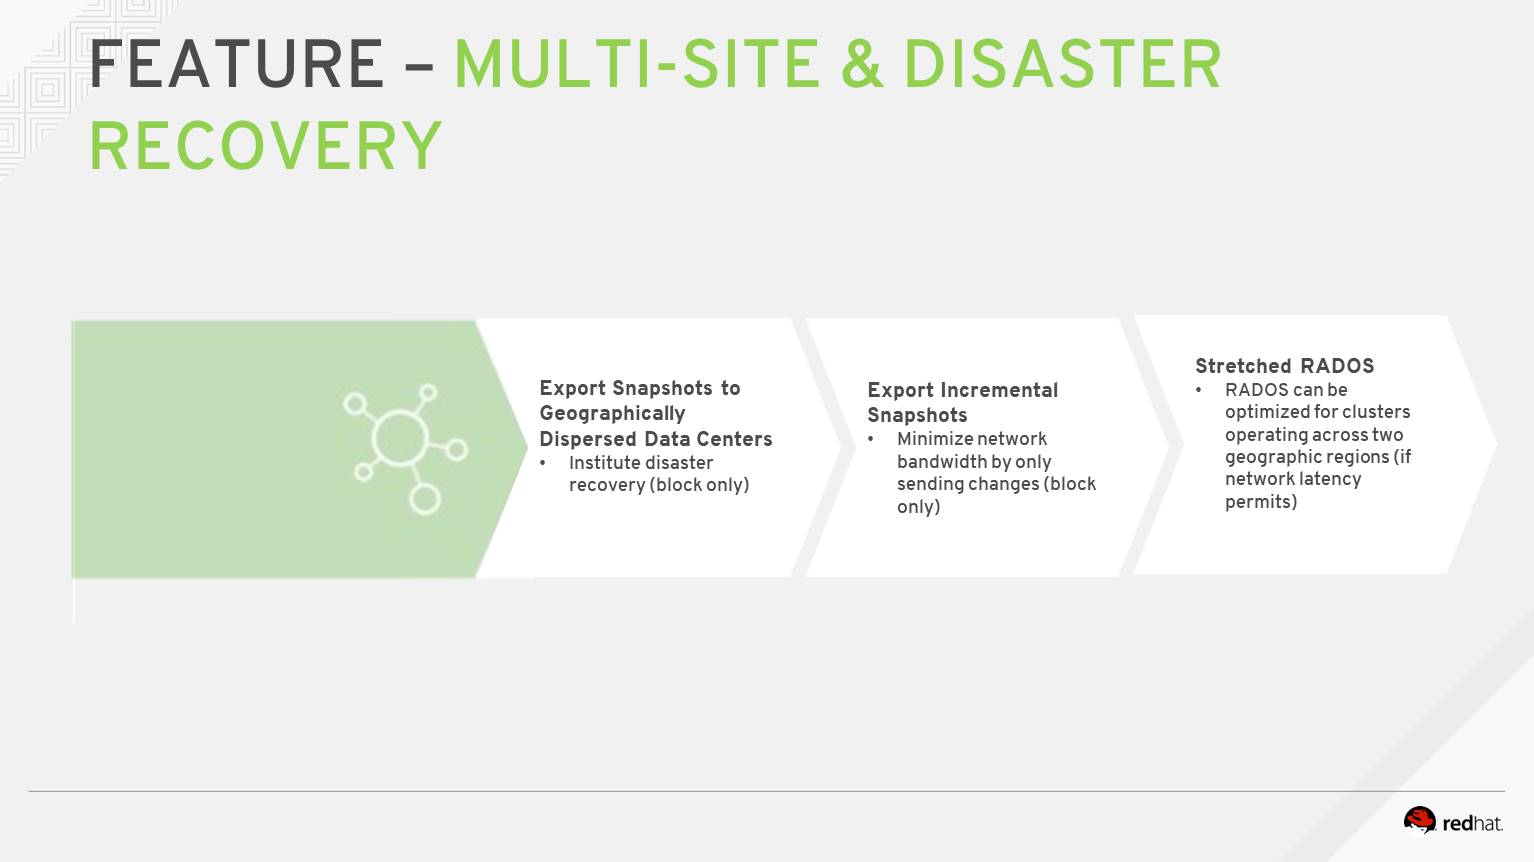 FEATURE – MULTI-SITE & DISASTER
RECOVERY
Export Snapshots to
Geographically
Dispersed Data Centers
• Institute disaster
recovery (block only)
Export Incremental
Snapshots
• Minimize network
bandwidth by only
sending changes (block
only)
Stretched RADOS
• RADOS can be
optimized for clusters
operating across two
geographic regions (if
network latency
permits)
redhat.